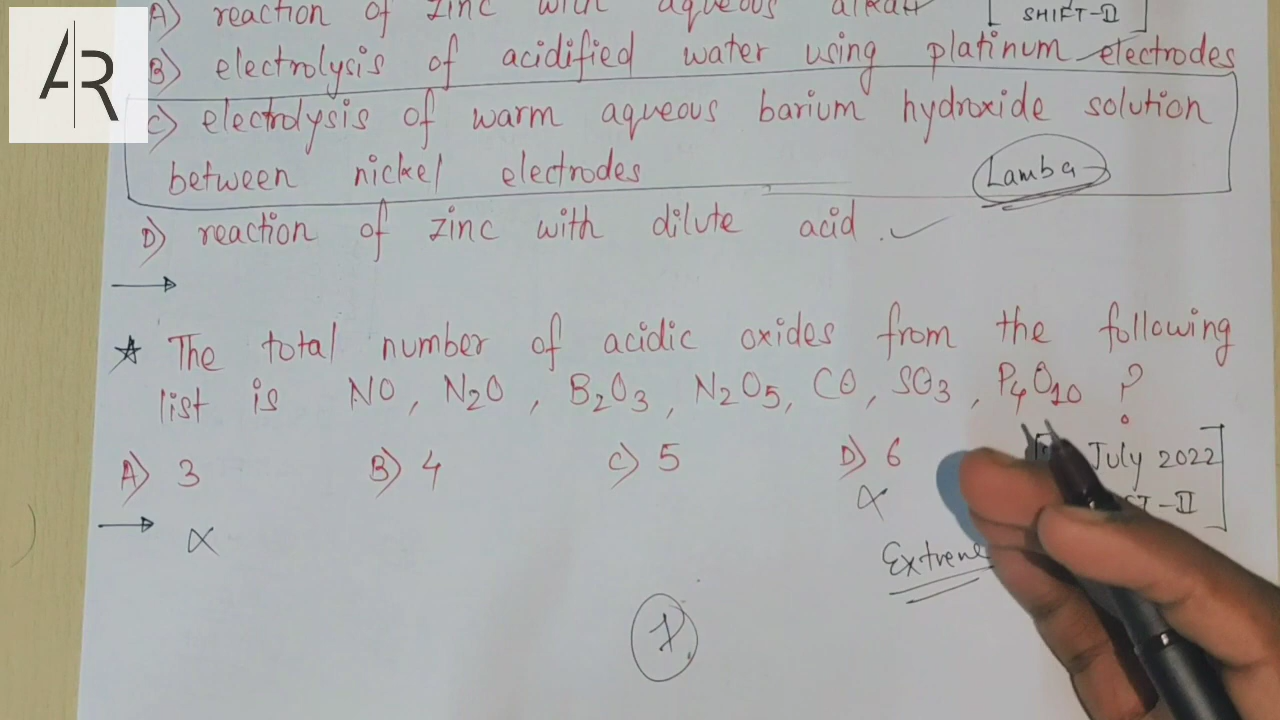 A) reaction of zinc with aqueous alkali
SHIFT-II
B) electrolysis of acidified water using platinum electrodes
C) electrolysis of warm aqueous barium hydroxide solution
between nickel electrodes
Lamba
D) reaction of zinc with dilute acid.
The total number of acidic oxides from the following
list is NO, N2O, B2O3, N2O5, CO, SO3, P4O10 ?
A) 3 B) 4 C) 5 D) 6
July 2022
-II
Extreme
AR